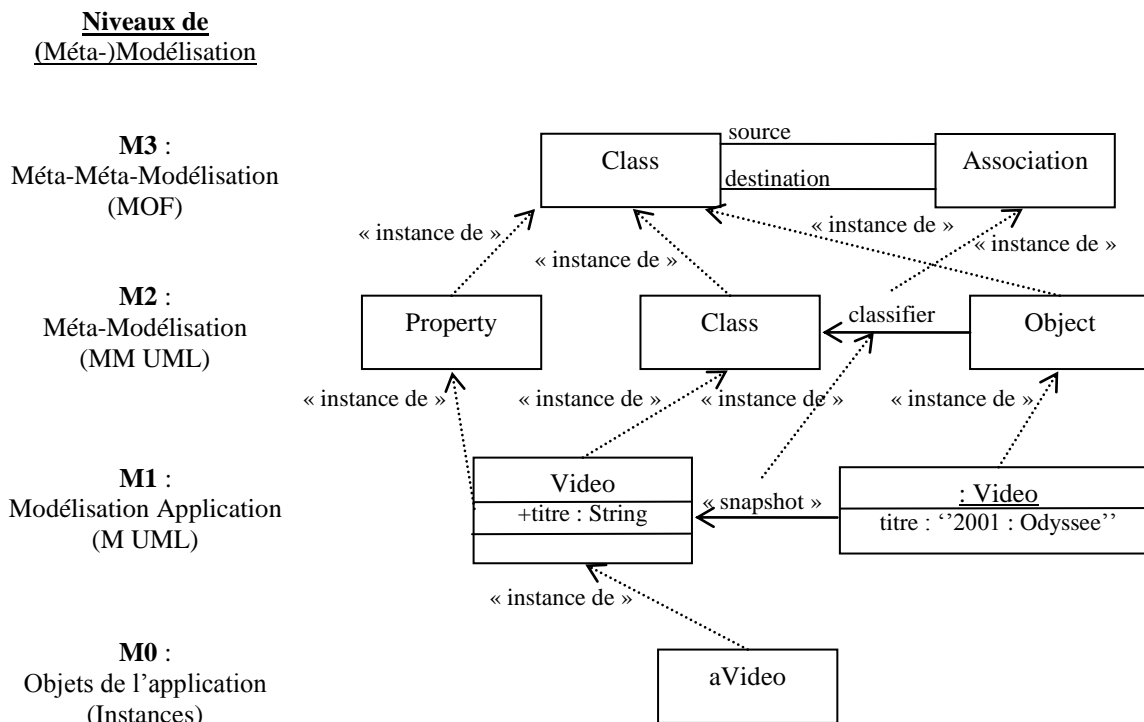 Niveaux de
(Méta-)Modélisation
M3 :
Méta-Méta-Modélisation
(MOF)
source
Class
Association
destination
« instance de »
« instance de »
« instance de »
« instance de »
M2 :
Méta-Modélisation
(MM UML)
Property
Class
classifier
Object
« instance de »
« instance de »
« instance de »
« instance de »
M1 :
Modélisation Application
(M UML)
Video
+titre : String
« snapshot »
: Video
titre : ‘‘2001 : Odyssee’’
« instance de »
M0 :
Objets de l’application
(Instances)
aVideo